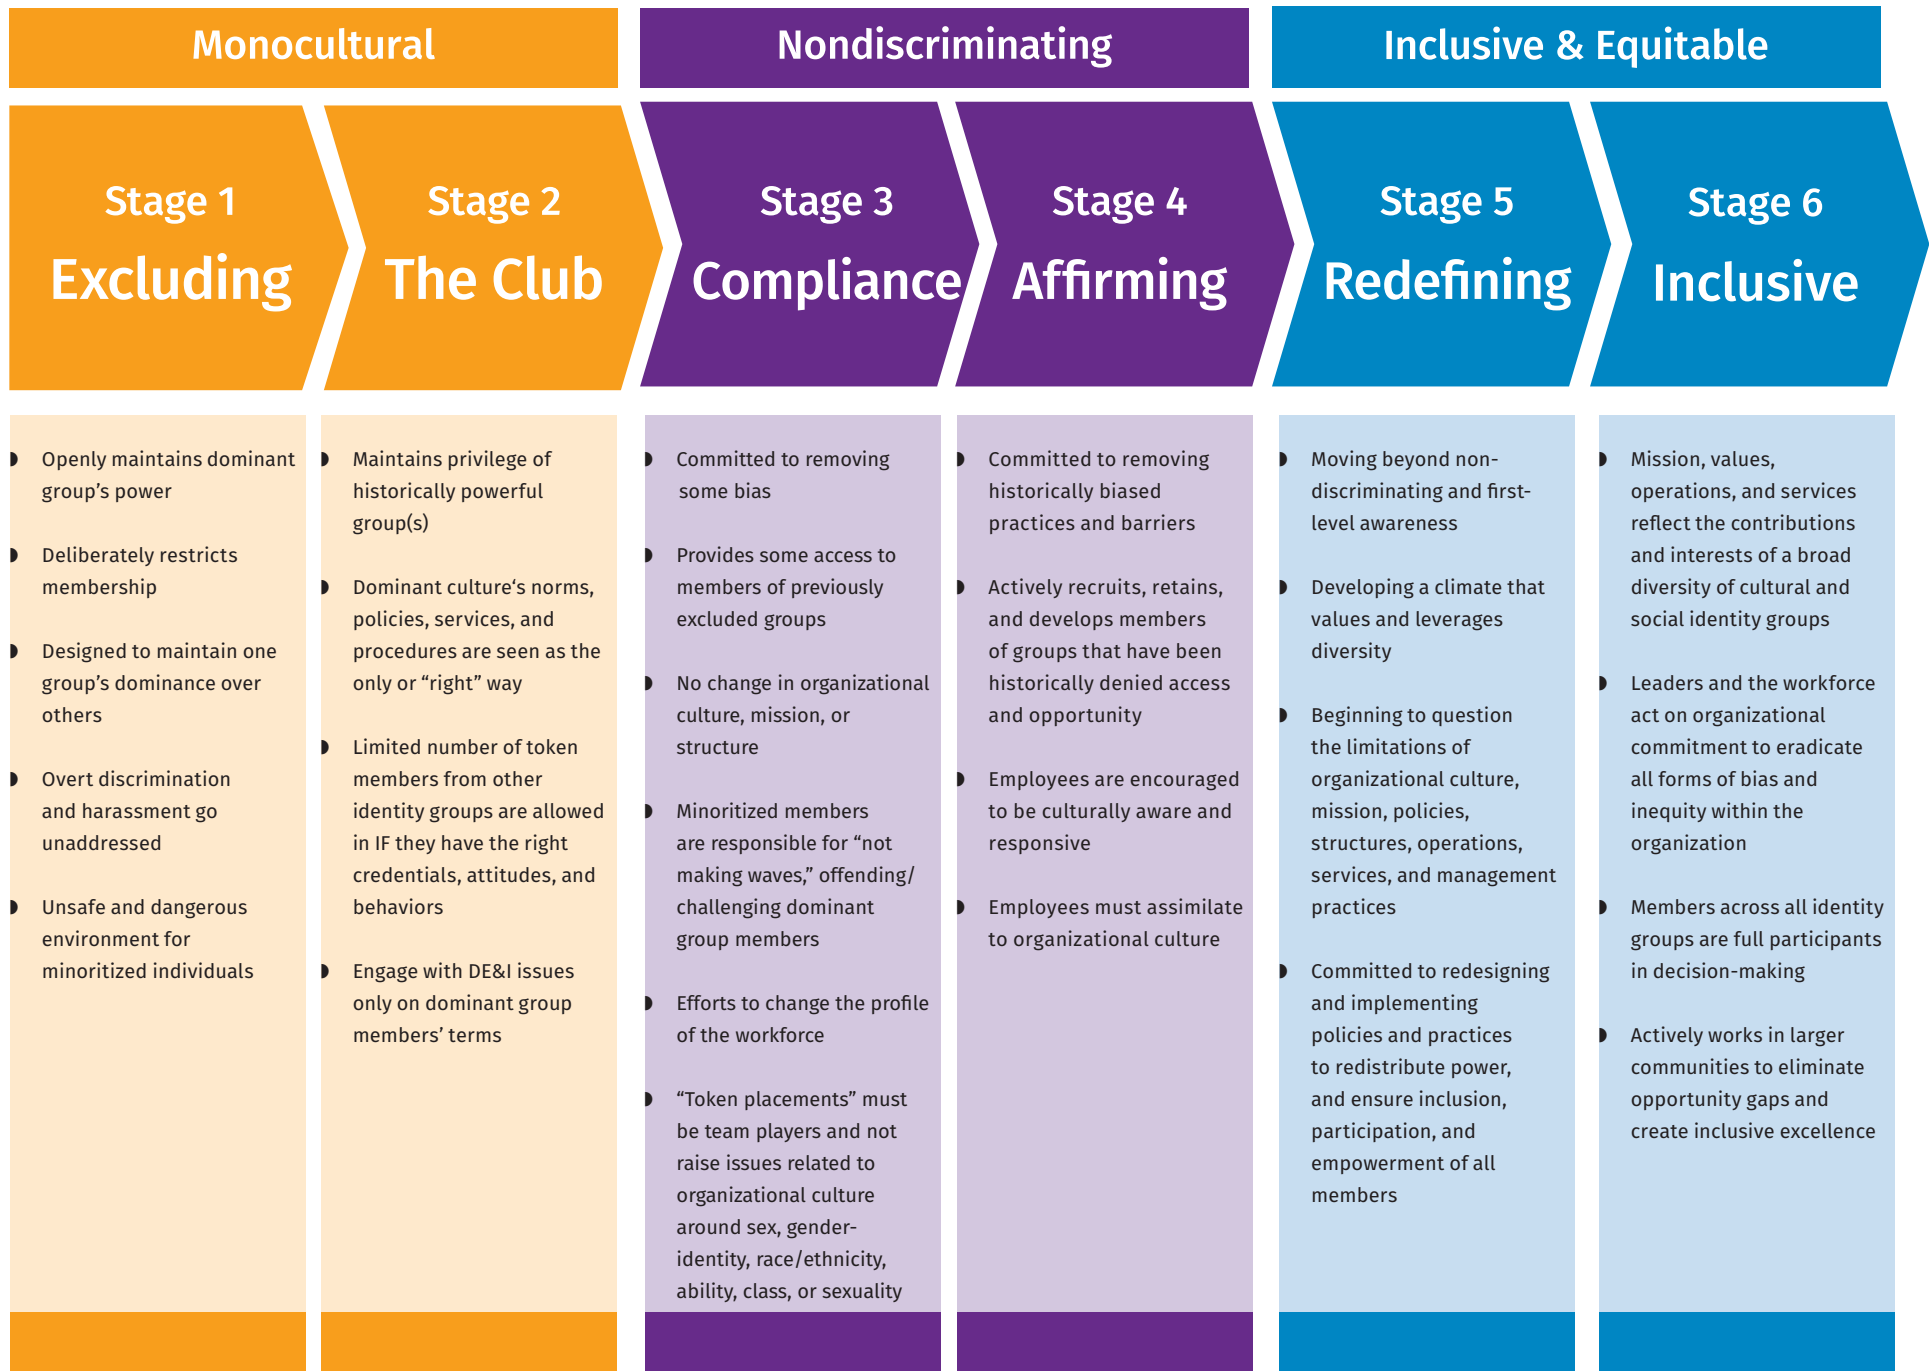 Monocultural
Nondiscriminating
Inclusive & Equitable
Stage 1
Excluding
Stage 2
The Club
Stage 3
Compliance
Stage 4
Affirming
Stage 5
Redefining
Stage 6
Inclusive
Openly maintains dominant
group's power
Deliberately restricts
membership
Designed to maintain one
group's dominance over
others
Overt discrimination
and harassment go
unaddressed
Unsafe and dangerous
environment for
minoritized individuals
Maintains privilege of
historically powerful
group(s)
Dominant culture‘s norms,
policies, services, and
procedures are seen as the
only or “right” way
Limited number of token
members from other
identity groups are allowed
in IF they have the right
credentials, attitudes, and
behaviors
Engage with DE&I issues
only on dominant group
members’ terms
Committed to removing
some bias
Provides some access to
members of previously
excluded groups
No change in organizational
culture, mission, or
structure
Minoritized members
are responsible for “not
making waves,” offending/
challenging dominant
group members
Efforts to change the profile
of the workforce
“Token placements” must
be team players and not
raise issues related to
organizational culture
around sex, gender-
identity, race/ethnicity,
ability, class, or sexuality
Committed to removing
historically biased
practices and barriers
Actively recruits, retains,
and develops members
of groups that have been
historically denied access
and opportunity
Employees are encouraged
to be culturally aware and
responsive
Employees must assimilate
to organizational culture
Moving beyond non-
discriminating and first-
level awareness
Developing a climate that
values and leverages
diversity
Beginning to question
the limitations of
organizational culture,
mission, policies,
structures, operations,
services, and management
practices
Committed to redesigning
and implementing
policies and practices
to redistribute power,
and ensure inclusion,
participation, and
empowerment of all
members
Mission, values,
operations, and services
reflect the contributions
and interests of a broad
diversity of cultural and
social identity groups
Leaders and the workforce
act on organizational
commitment to eradicate
all forms of bias and
inequity within the
organization
Members across all identity
groups are full participants
in decision-making
Actively works in larger
communities to eliminate
opportunity gaps and
create inclusive excellence